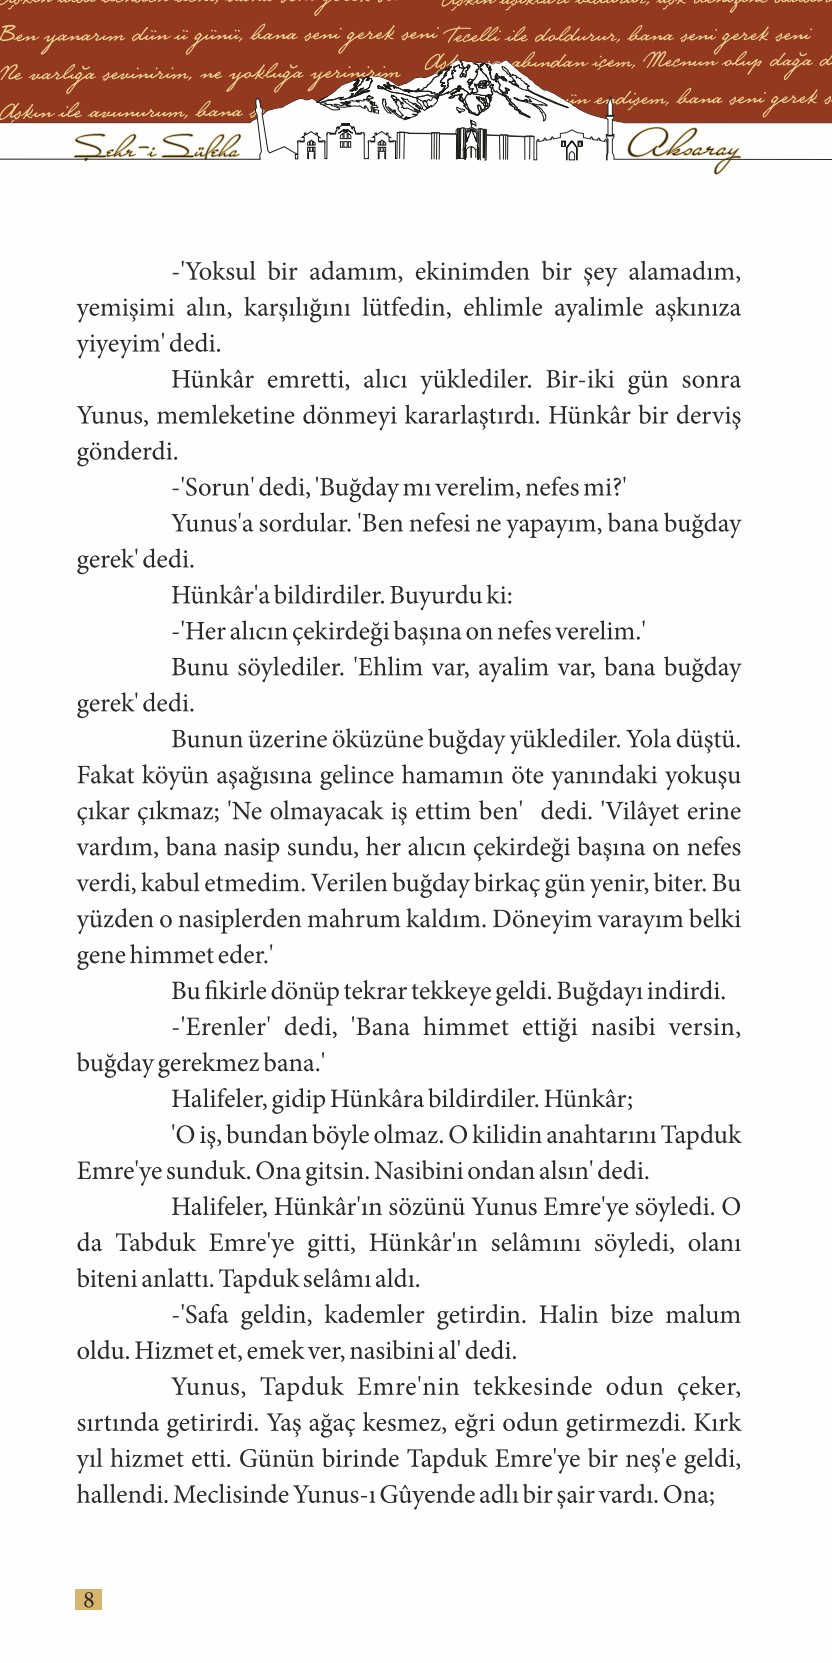 Ben yanarım dün ü günü, bana seni gerek seni Tecelli ile doldurur, bana seni gerek seni
Ne varlığa sevinirim, ne yokluğa yerinirim
içem, Mecnun olup dağa d
Aşkın ile avunurum, bana s
endişem, bana seni gerek s
Şehr-i Süleha
Aksaray
-'Yoksul bir adamım, ekinimden bir şey alamadım,
yemişimi alın, karşılığını lütfedin, ehlimle ayalimle aşkınıza
yiyeyim' dedi.
Hünkâr emretti, alıcı yüklediler. Bir-iki gün sonra
Yunus, memleketine dönmeyi kararlaştırdı. Hünkâr bir derviş
gönderdi.
-'Sorun' dedi, 'Buğday mı verelim, nefes mi?'
Yunus'a sordular. 'Ben nefesi ne yapayım, bana buğday
gerek' dedi.
Hünkâr'a bildirdiler. Buyurdu ki:
-'Her alıcın çekirdeği başına on nefes verelim.'
Bunu söylediler. 'Ehlim var, ayalim var, bana buğday
gerek' dedi.
Bunun üzerine öküzüne buğday yüklediler. Yola düştü.
Fakat köyün aşağısına gelince hamamın öte yanındaki yokuşu
çıkar çıkmaz; 'Ne olmayacak iş ettim ben' dedi. 'Vilâyet erine
vardım, bana nasip sundu, her alıcın çekirdeği başına on nefes
verdi, kabul etmedim. Verilen buğday birkaç gün yenir, biter. Bu
yüzden o nasiplerden mahrum kaldım. Döneyim varayım belki
gene himmet eder.'
Bu fikirle dönüp tekrar tekkeye geldi. Buğdayı indirdi.
-'Erenler' dedi, 'Bana himmet ettiği nasibi versin,
buğday gerekmez bana.'
Halifeler, gidip Hünkâra bildirdiler. Hünkâr;
'O iş, bundan böyle olmaz. O kilidin anahtarını Tapduk
Emre'ye sunduk. Ona gitsin. Nasibini ondan alsın' dedi.
Halifeler, Hünkâr'ın sözünü Yunus Emre'ye söyledi. O
da Tabduk Emre'ye gitti, Hünkâr'ın selâmını söyledi, olanı
biteni anlattı. Tapduk selâmı aldı.
-'Safa geldin, kademler getirdin. Halin bize malum
oldu. Hizmet et, emek ver, nasibini al' dedi.
Yunus, Tapduk Emre'nin tekkesinde odun çeker,
sırtında getirirdi. Yaş ağaç kesmez, eğri odun getirmezdi. Kırk
yıl hizmet etti. Günün birinde Tapduk Emre'ye bir neş'e geldi,
hallendi. Meclisinde Yunus-ı Gûyende adlı bir şair vardı. Ona;
8